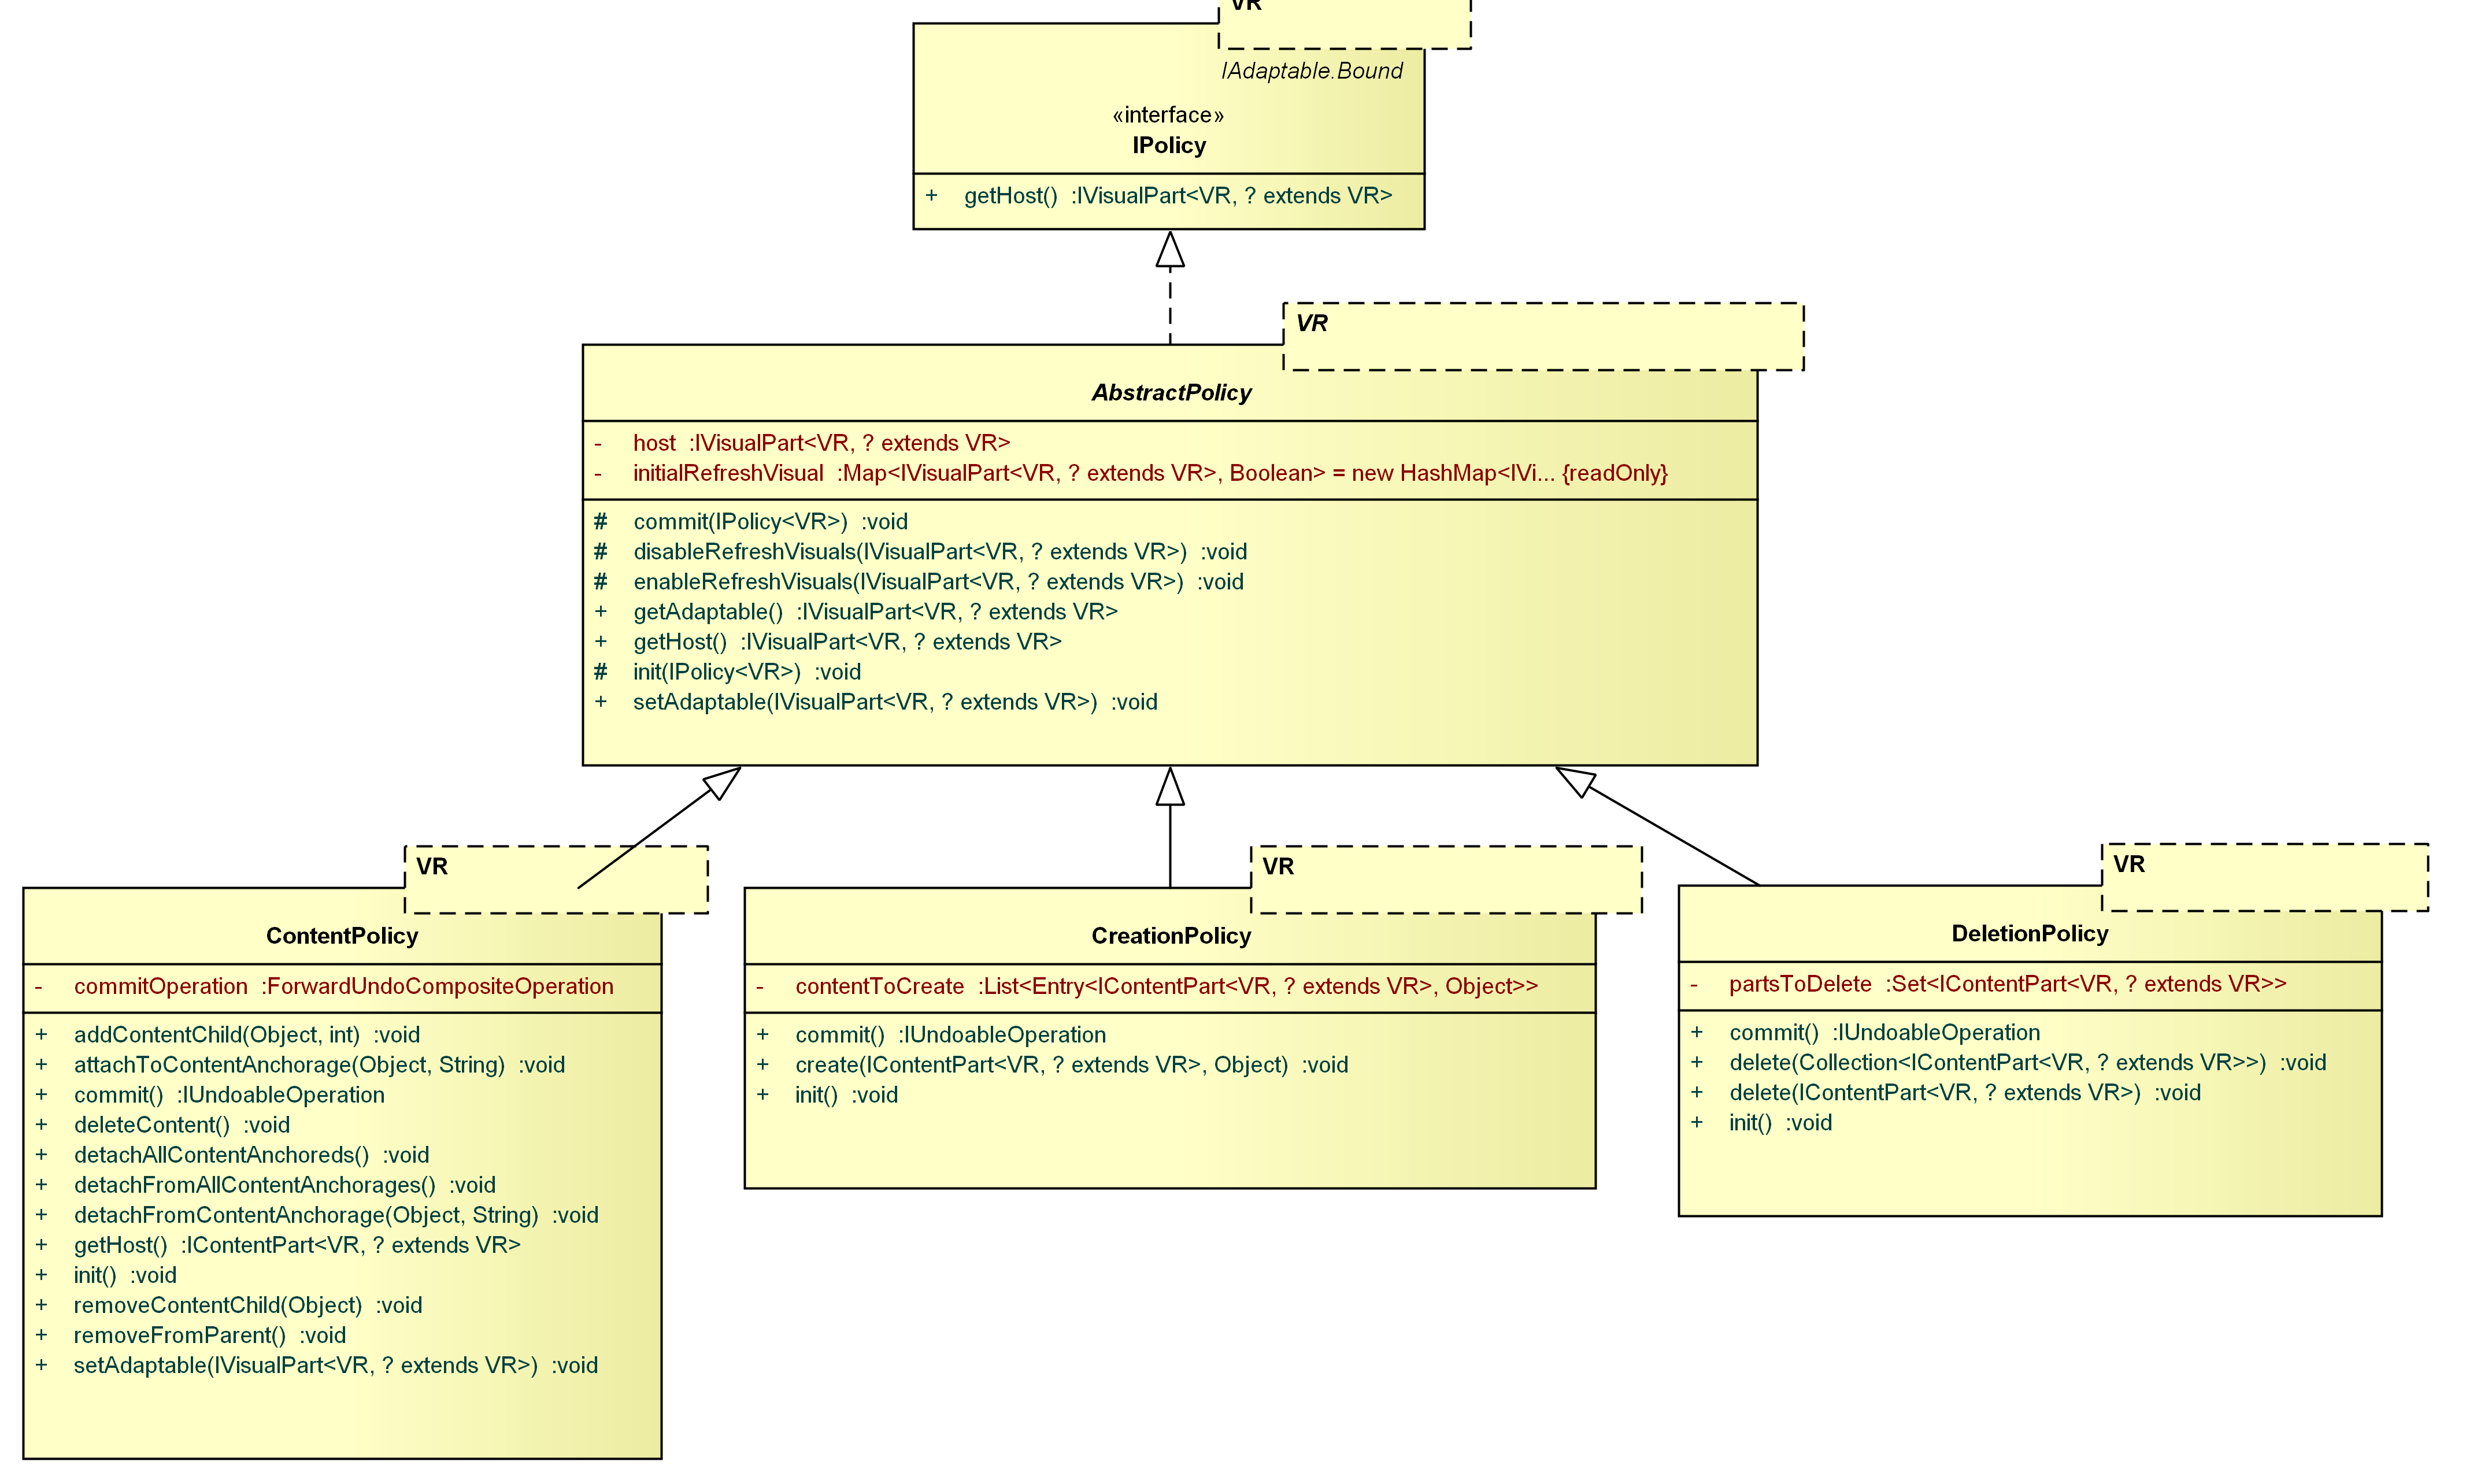 VR
IAdaptable.Bound
«interface»
IPolicy
+ getHost() :IVisualPart<VR, ? extends VR>
VR
AbstractPolicy
- host :IVisualPart<VR, ? extends VR>
- initialRefreshVisual :Map<IVisualPart<VR, ? extends VR>, Boolean> = new HashMap<IVi... {readOnly}
# commit(IPolicy<VR>) :void
# disableRefreshVisuals(IVisualPart<VR, ? extends VR>) :void
# enableRefreshVisuals(IVisualPart<VR, ? extends VR>) :void
+ getAdaptable() :IVisualPart<VR, ? extends VR>
+ getHost() :IVisualPart<VR, ? extends VR>
# init(IPolicy<VR>) :void
+ setAdaptable(IVisualPart<VR, ? extends VR>) :void
VR
ContentPolicy
- commitOperation :ForwardUndoCompositeOperation
+ addContentChild(Object, int) :void
+ attachToContentAnchorage(Object, String) :void
+ commit() :IUndoableOperation
+ deleteContent() :void
+ detachAllContentAnchoreds() :void
+ detachFromAllContentAnchorages() :void
+ detachFromContentAnchorage(Object, String) :void
+ getHost() :IContentPart<VR, ? extends VR>
+ init() :void
+ removeContentChild(Object) :void
+ removeFromParent() :void
+ setAdaptable(IVisualPart<VR, ? extends VR>) :void
VR
CreationPolicy
- contentToCreate :List<Entry<IContentPart<VR, ? extends VR>, Object>>
+ commit() :IUndoableOperation
+ create(IContentPart<VR, ? extends VR>, Object) :void
+ init() :void
VR
DeletionPolicy
- partsToDelete :Set<IContentPart<VR, ? extends VR>>
+ commit() :IUndoableOperation
+ delete(Collection<IContentPart<VR, ? extends VR>>) :void
+ delete(IContentPart<VR, ? extends VR>) :void
+ init() :void